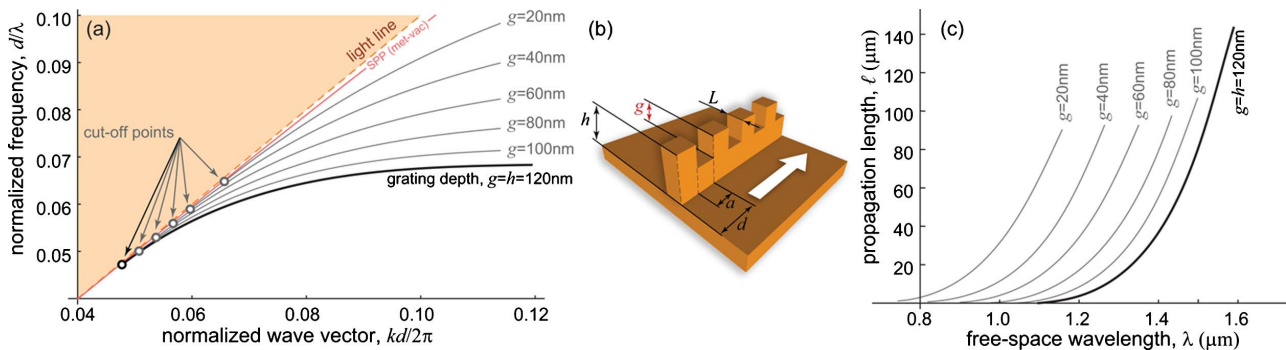 (a)
normalized frequency, d/λ
0.10
0.09
0.08
0.07
0.06
0.05
0.04
0.06
0.08
0.10
0.12
normalized wave vector, kd/2π
light line
SPP (met-vac)
cut-off points
g=20nm
g=40nm
g=60nm
g=80nm
g=100nm
grating depth, g=h=120nm
(b)
h
g
L
a
d
(c)
propagation length, ℓ (μm)
140
120
100
80
60
40
20
0.8
1.0
1.2
1.4
1.6
free-space wavelength, λ (μm)
g=20nm
g=40nm
g=60nm
g=80nm
g=100nm
g=h=120nm